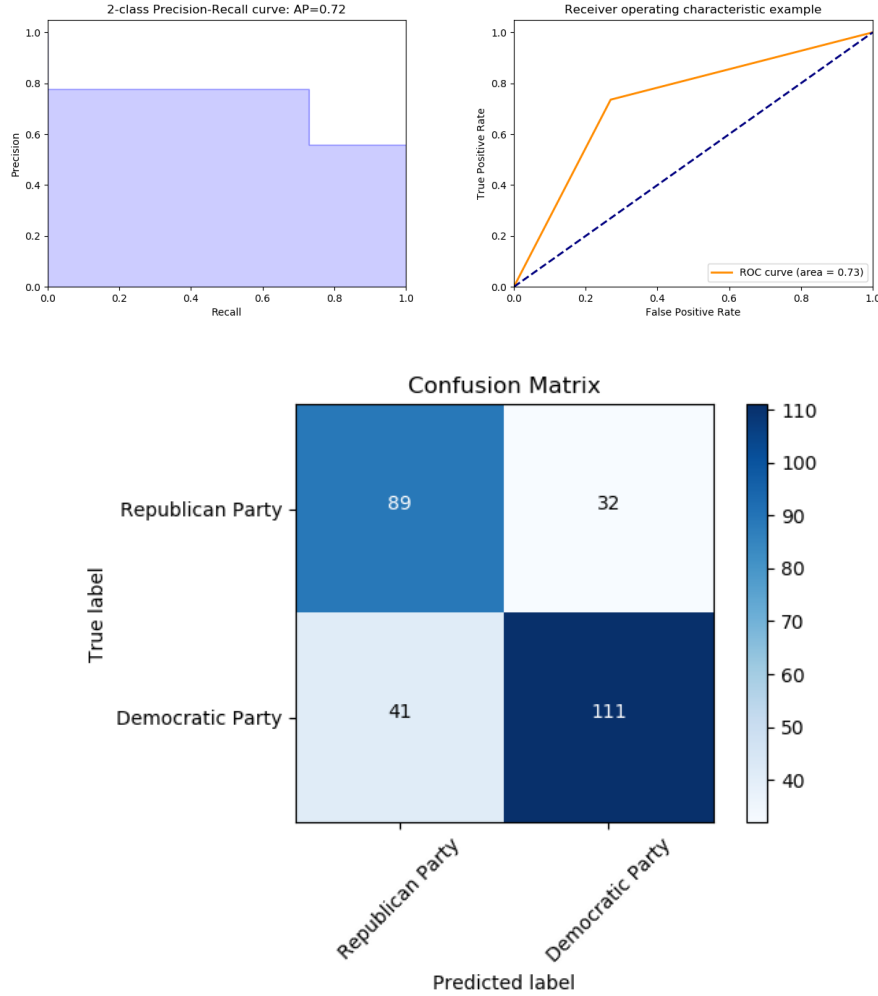 2-class Precision-Recall curve: AP=0.72
1.0
0.8
0.6
0.4
0.2
0.0
Precision
0.0 0.2 0.4 0.6 0.8 1.0
Recall
Receiver operating characteristic example
1.0
0.8
0.6
0.4
0.2
0.0
True Positive Rate
ROC curve (area = 0.73)
0.0 0.2 0.4 0.6 0.8 1.0
False Positive Rate
Confusion Matrix
True label
Republican Party
89 32
Democratic Party
41 111
Republican Party
Democratic Party
Predicted label
110
100
90
80
70
60
50
40